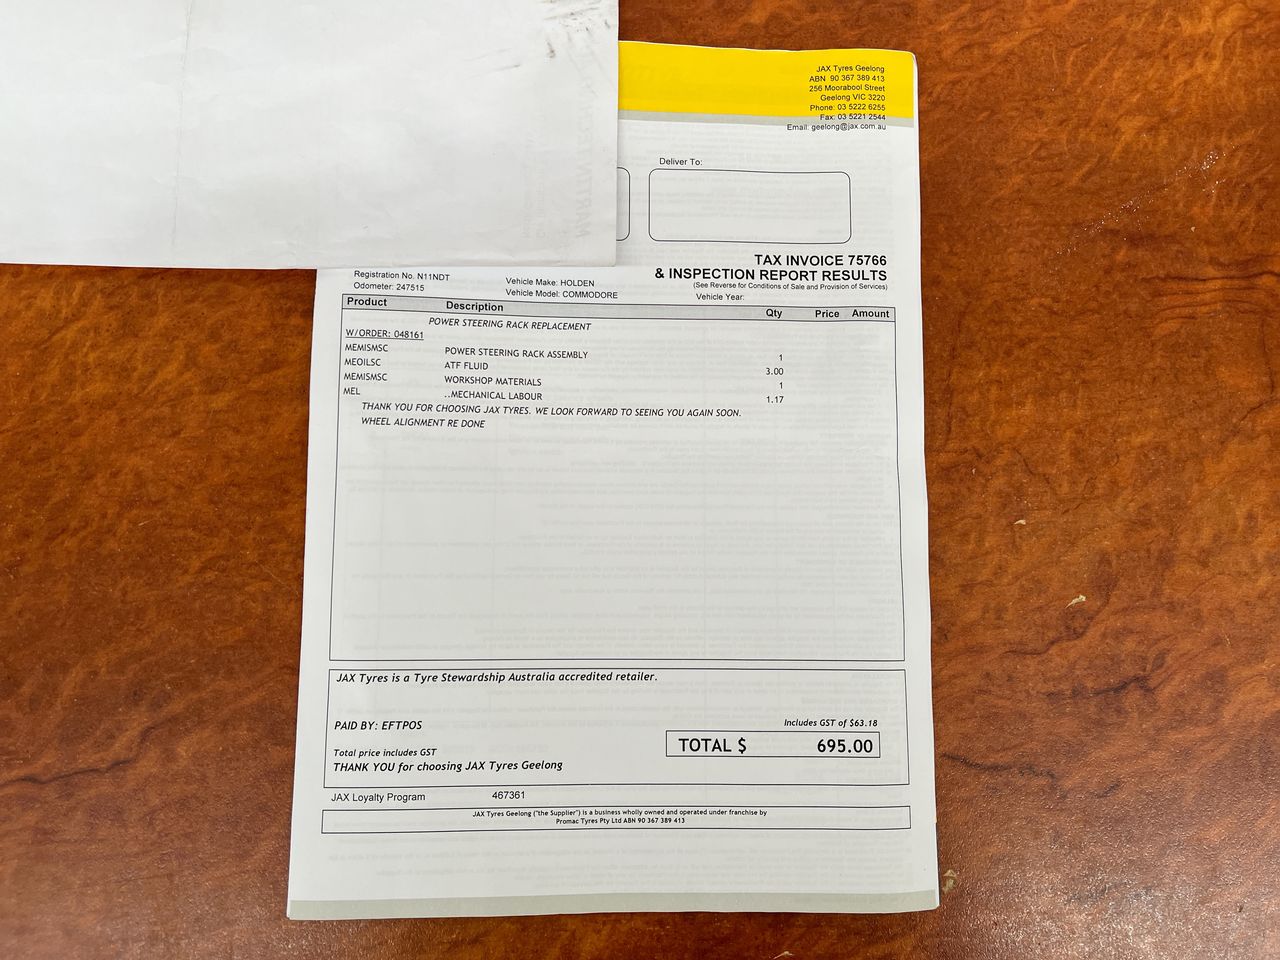 JAX Tyres Geelong
ABN 90 367 389 413
256 Moorabool Street
Geelong VIC 3220
Phone: 03 5222 6255
Fax: 03 5221 2544
Email: geelong@jax.com.au
Deliver To:
TAX INVOICE 75766
& INSPECTION REPORT RESULTS
(See Reverse for Conditions of Sale and Provision of Services)
Registration No. N11NDT Vehicle Make: HOLDEN
Odometer: 247515 Vehicle Model: COMMODORE Vehicle Year:
Product Description Qty Price Amount
POWER STEERING RACK REPLACEMENT
W/ORDER: 048161
MEMISMSC POWER STEERING RACK ASSEMBLY 1
MEOILSC ATF FLUID 3.00
MEMISMSC WORKSHOP MATERIALS 1
MEL ..MECHANICAL LABOUR 1.17
THANK YOU FOR CHOOSING JAX TYRES. WE LOOK FORWARD TO SEEING YOU AGAIN SOON.
WHEEL ALIGNMENT RE DONE
JAX Tyres is a Tyre Stewardship Australia accredited retailer.
PAID BY: EFTPOS Includes GST of $63.18
TOTAL $ 695.00
Total price includes GST
THANK YOU for choosing JAX Tyres Geelong
JAX Loyalty Program 467361
JAX Tyres Geelong ("the Supplier") is a business wholly owned and operated under franchise by
Promac Tyres Pty Ltd ABN 90 367 389 413